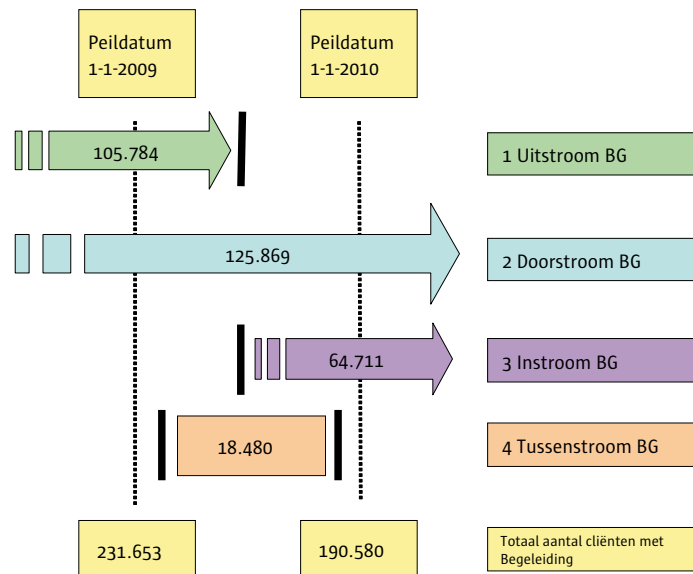 Peildatum
1-1-2009
Peildatum
1-1-2010
105.784
1 Uitstroom BG
125.869
2 Doorstroom BG
64.711
3 Instroom BG
18.480
4 Tussenstroom BG
231.653
190.580
Totaal aantal cliënten met
Begeleiding